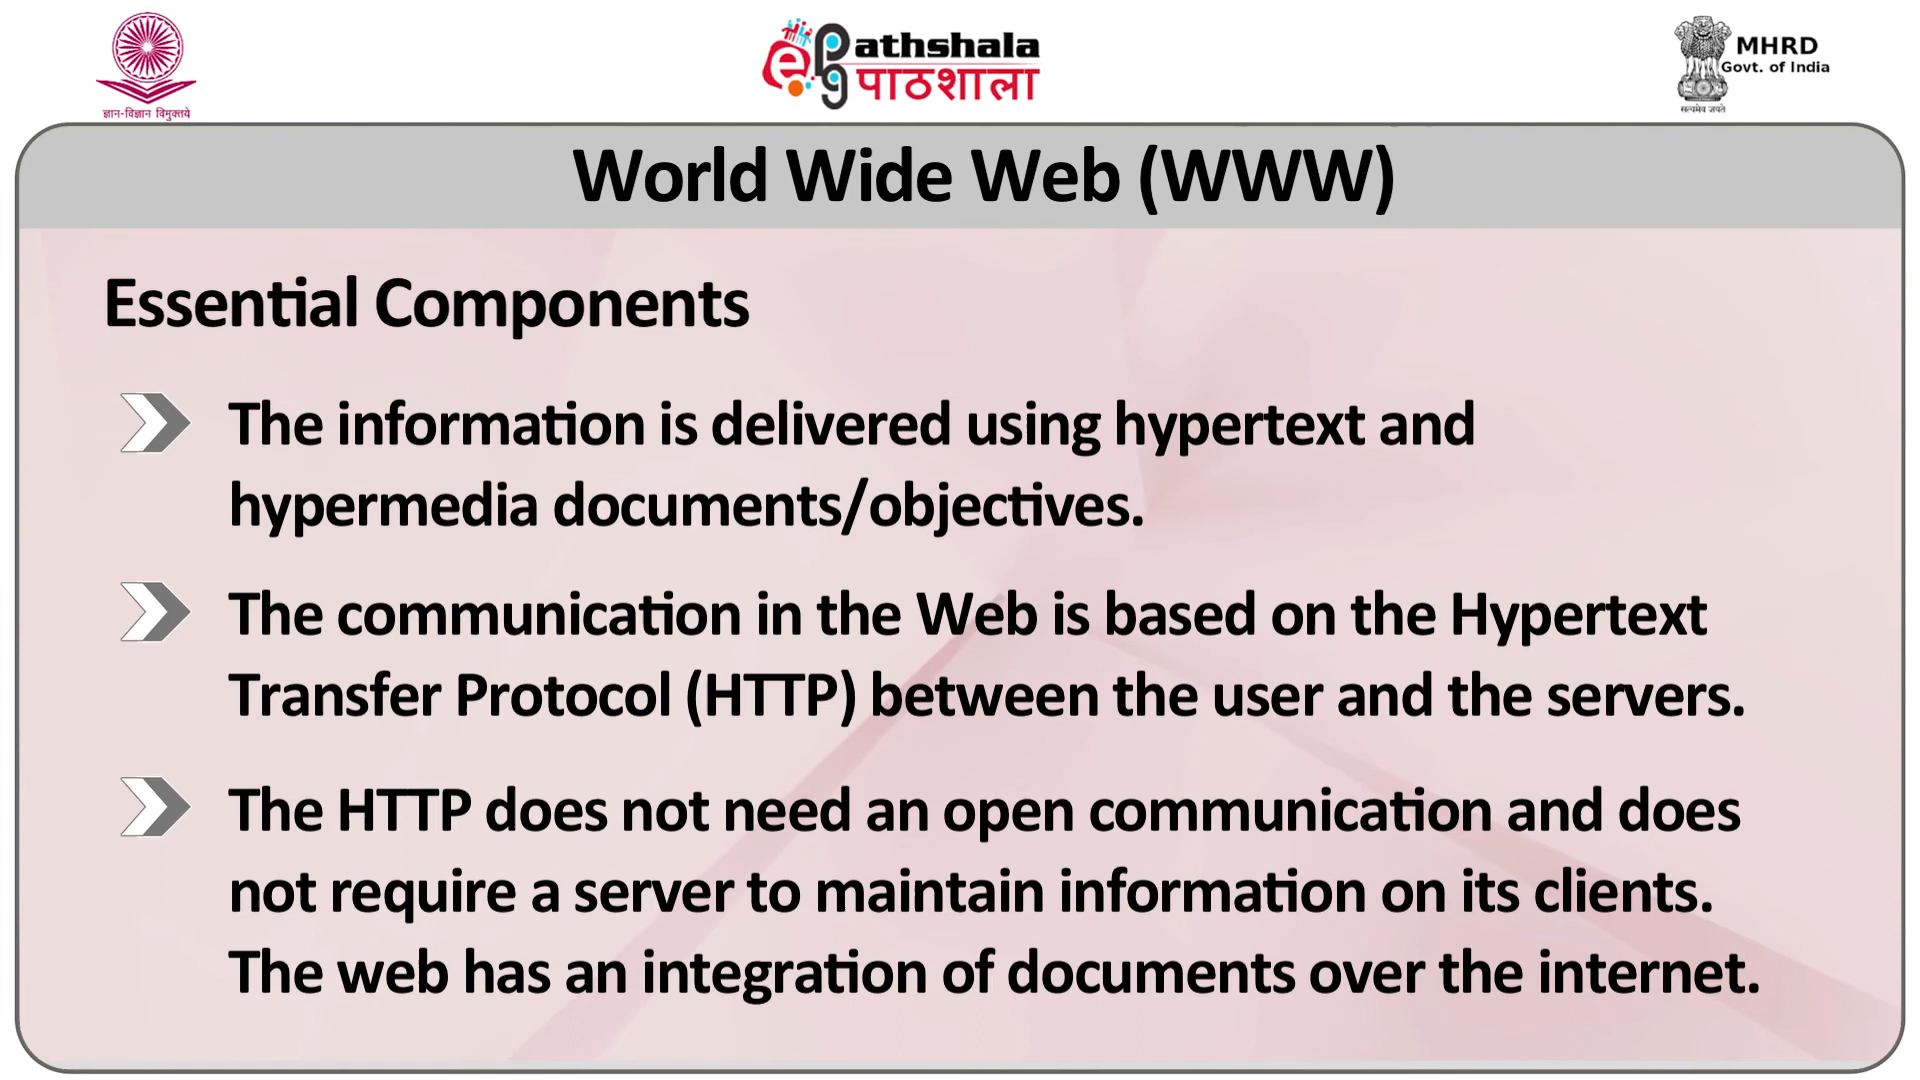 ज्ञान-विज्ञान विमुक्तये
ePG athshala
पाठशाला
MHRD
Govt. of India
सत्यमेव जयते
World Wide Web (WWW)
Essential Components
The information is delivered using hypertext and
hypermedia documents/objectives.
The communication in the Web is based on the Hypertext
Transfer Protocol (HTTP) between the user and the servers.
The HTTP does not need an open communication and does
not require a server to maintain information on its clients.
The web has an integration of documents over the internet.